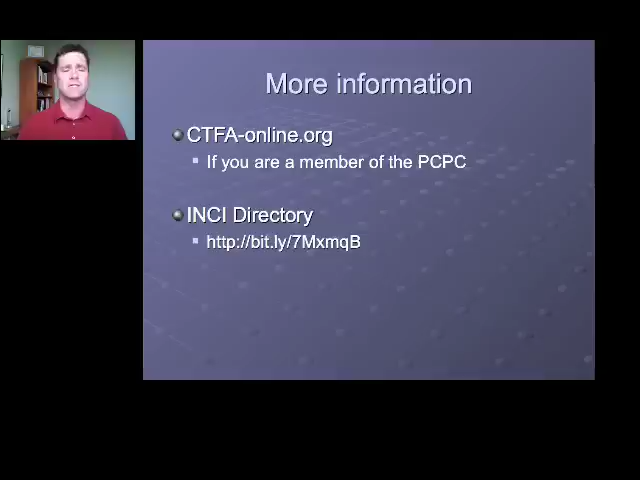 More information
CTFA-online.org
If you are a member of the PCPC
INCI Directory
http://bit.ly/7MxmqB